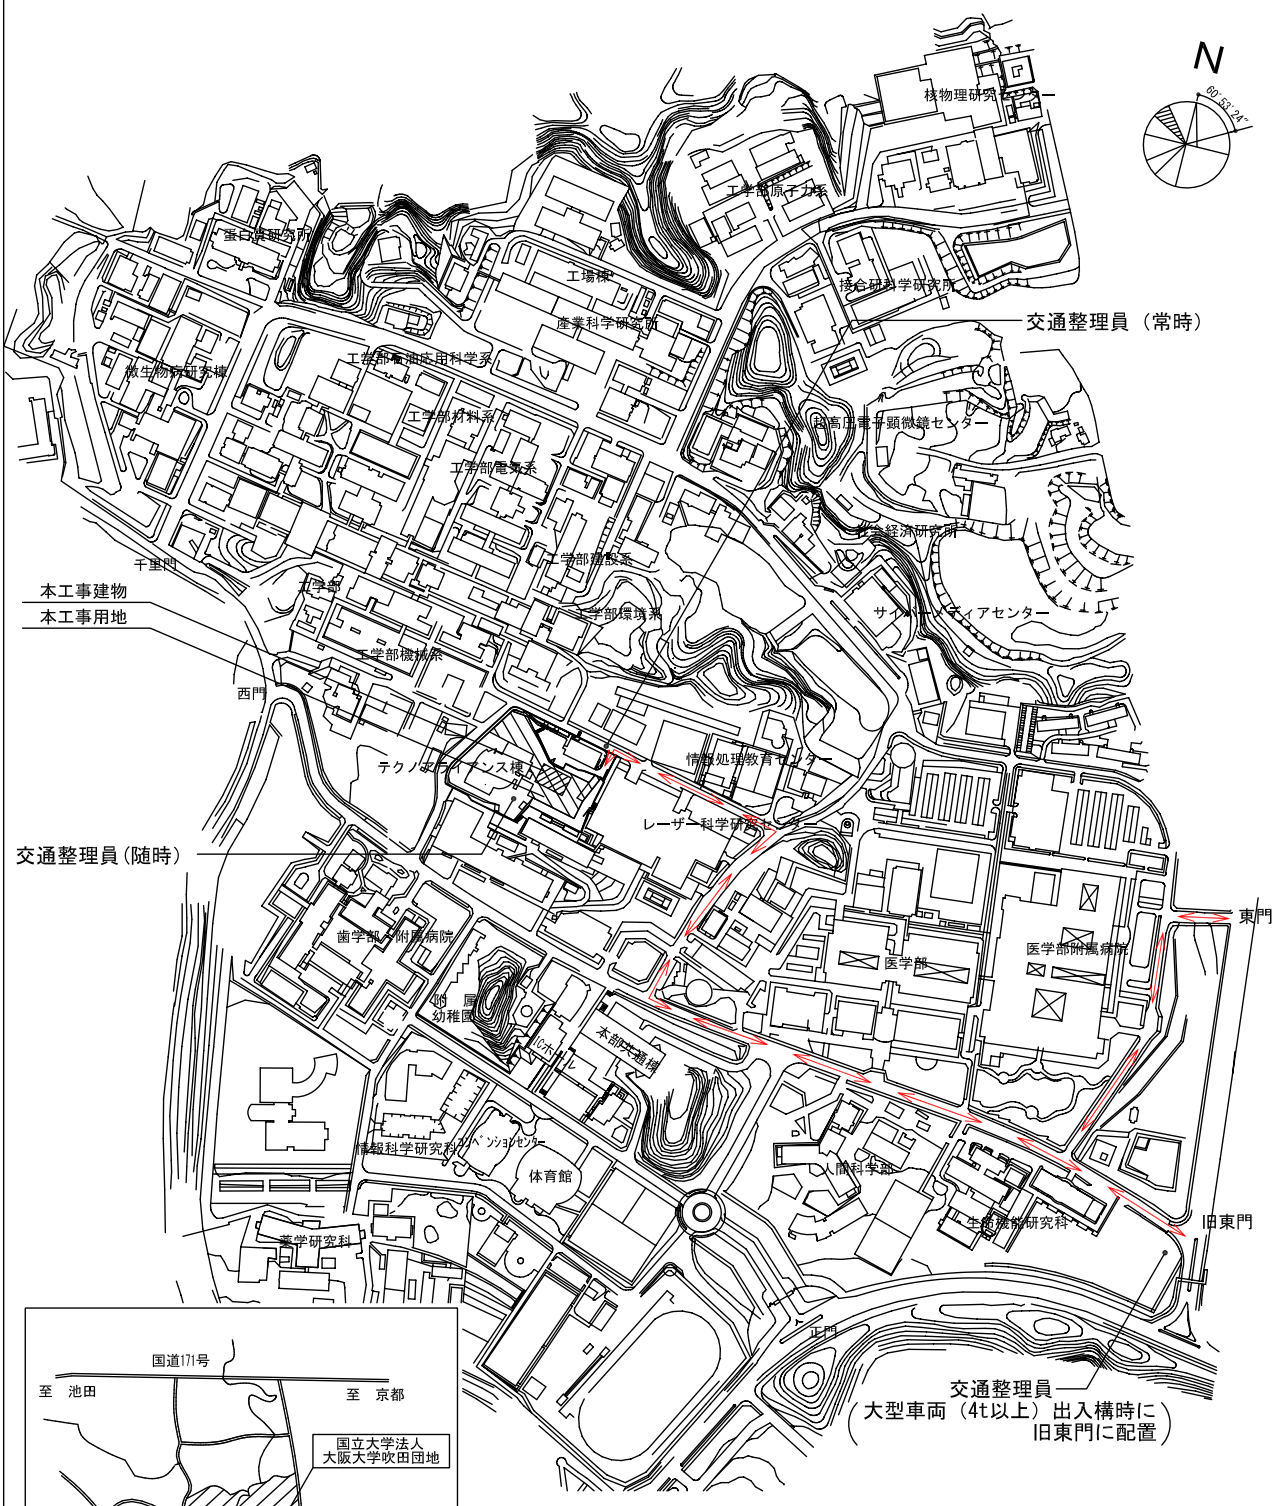 N
60°53'24"
核物理研究センター
工学部原子力系
蛋白質研究所
工場棟
接合研科学研究所
産業科学研究所
交通整理員（常時）
工学部石油応用科学系
微生物病研究棟
工学部材料系
超高圧電子顕微鏡センター
工学部電気系
社会経済研究所
工学部建設系
千里門
工学部
本工事建物
本工事用地
工学部環境系
サイバーメディアセンター
工学部機械系
西門
テクノアライアンス棟
情報処理教育センター
レーザー科学研究センター
交通整理員(随時)
東門
歯学部・附属病院
医学部
医学部附属病院
附　属
幼稚園
ICホール
本部共通棟
情報科学研究科
コンベンションセンター
体育館
人間科学部
生命機能研究科
旧東門
薬学研究科
正門
交通整理員
（大型車両（4t以上）出入構時に
旧東門に配置）
国道171号
至　池田
至　京都
国立大学法人
大阪大学吹田団地